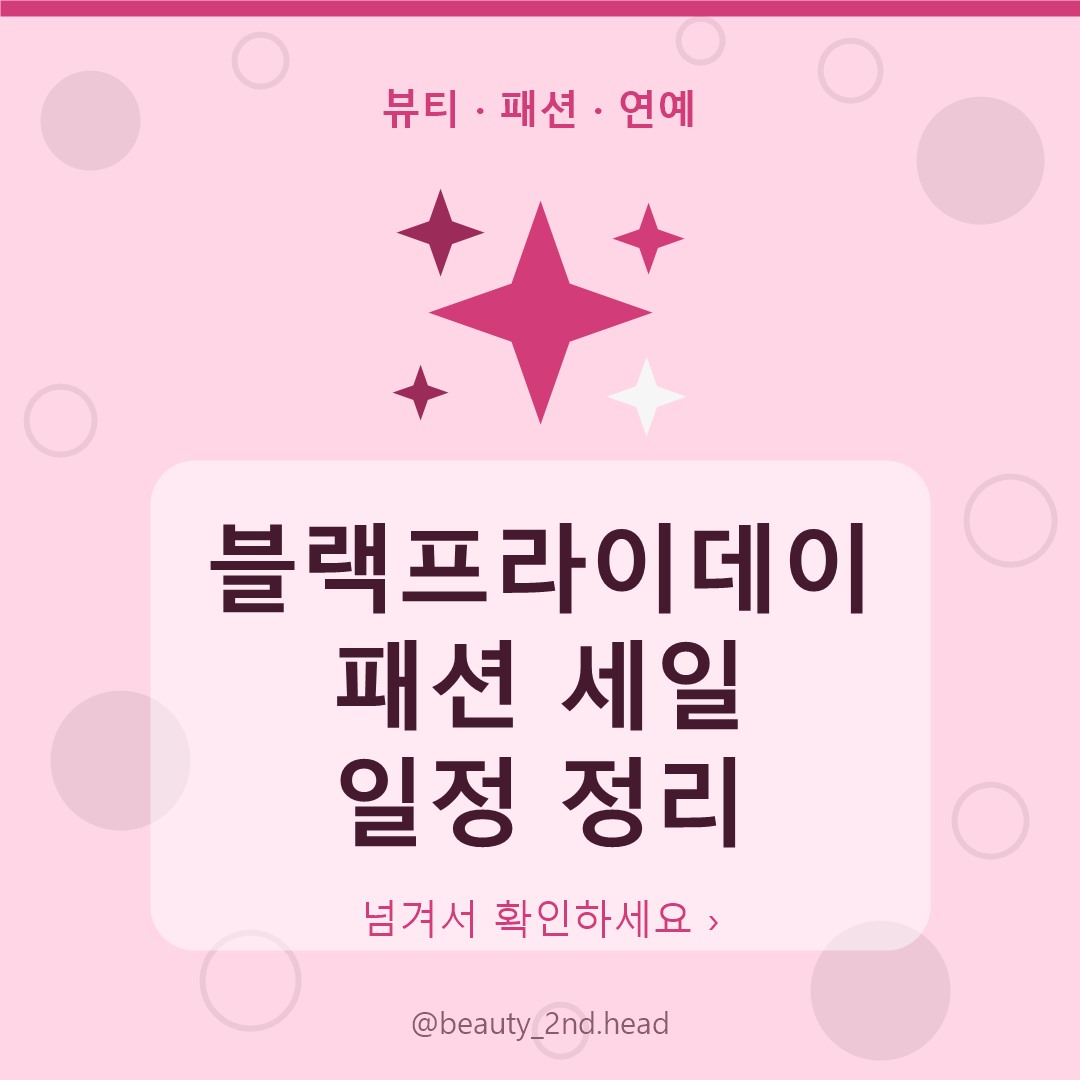 뷰티 · 패션 · 연예
블랙프라이데이
패션 세일
일정 정리
넘겨서 확인하세요 ›
@beauty_2nd.head